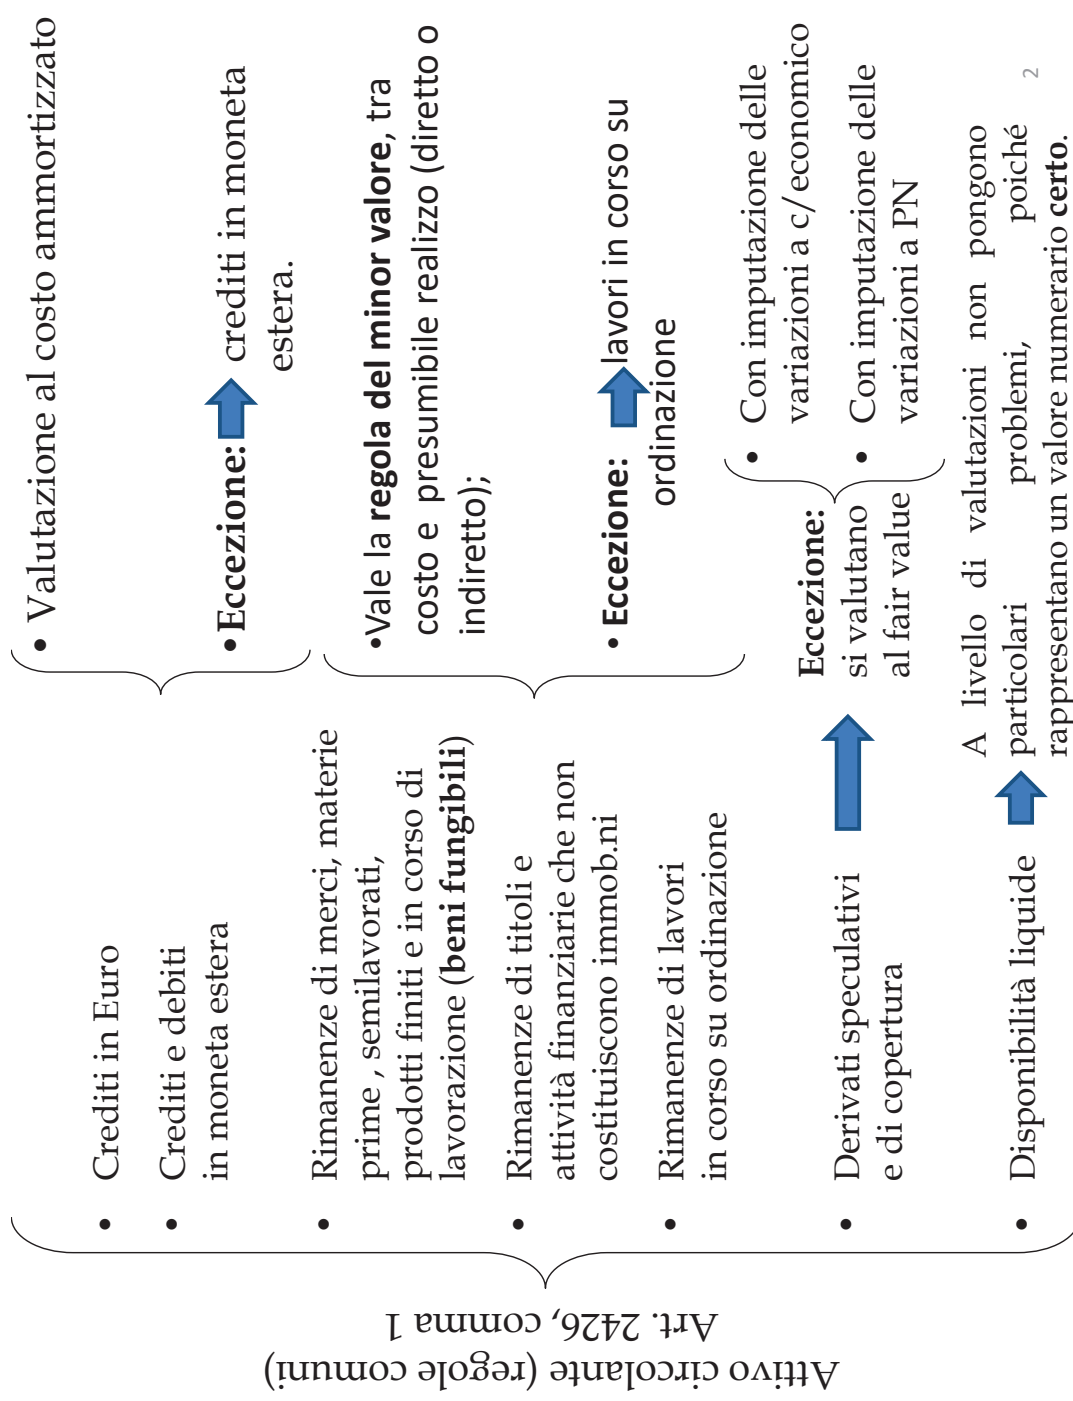 Attivo circolante (regole comuni)
Art. 2426, comma 1
• Crediti in Euro
• Crediti e debiti
in moneta estera
• Rimanenze di merci, materie
prime , semilavorati,
prodotti finiti e in corso di
lavorazione (beni fungibili)
• Rimanenze di titoli e
attività finanziarie che non
costituiscono immob.ni
• Rimanenze di lavori
in corso su ordinazione
• Derivati speculativi
e di copertura
• Disponibilità liquide
• Valutazione al costo ammortizzato
•Eccezione: crediti in moneta
estera.
•Vale la regola del minor valore, tra
costo e presumibile realizzo (diretto o
indiretto);
• Eccezione: lavori in corso su
ordinazione
Eccezione:
si valutano
al fair value
• Con imputazione delle
variazioni a c/economico
• Con imputazione delle
variazioni a PN
A livello di valutazioni non pongono
particolari problemi, poiché
rappresentano un valore numerario certo.
2